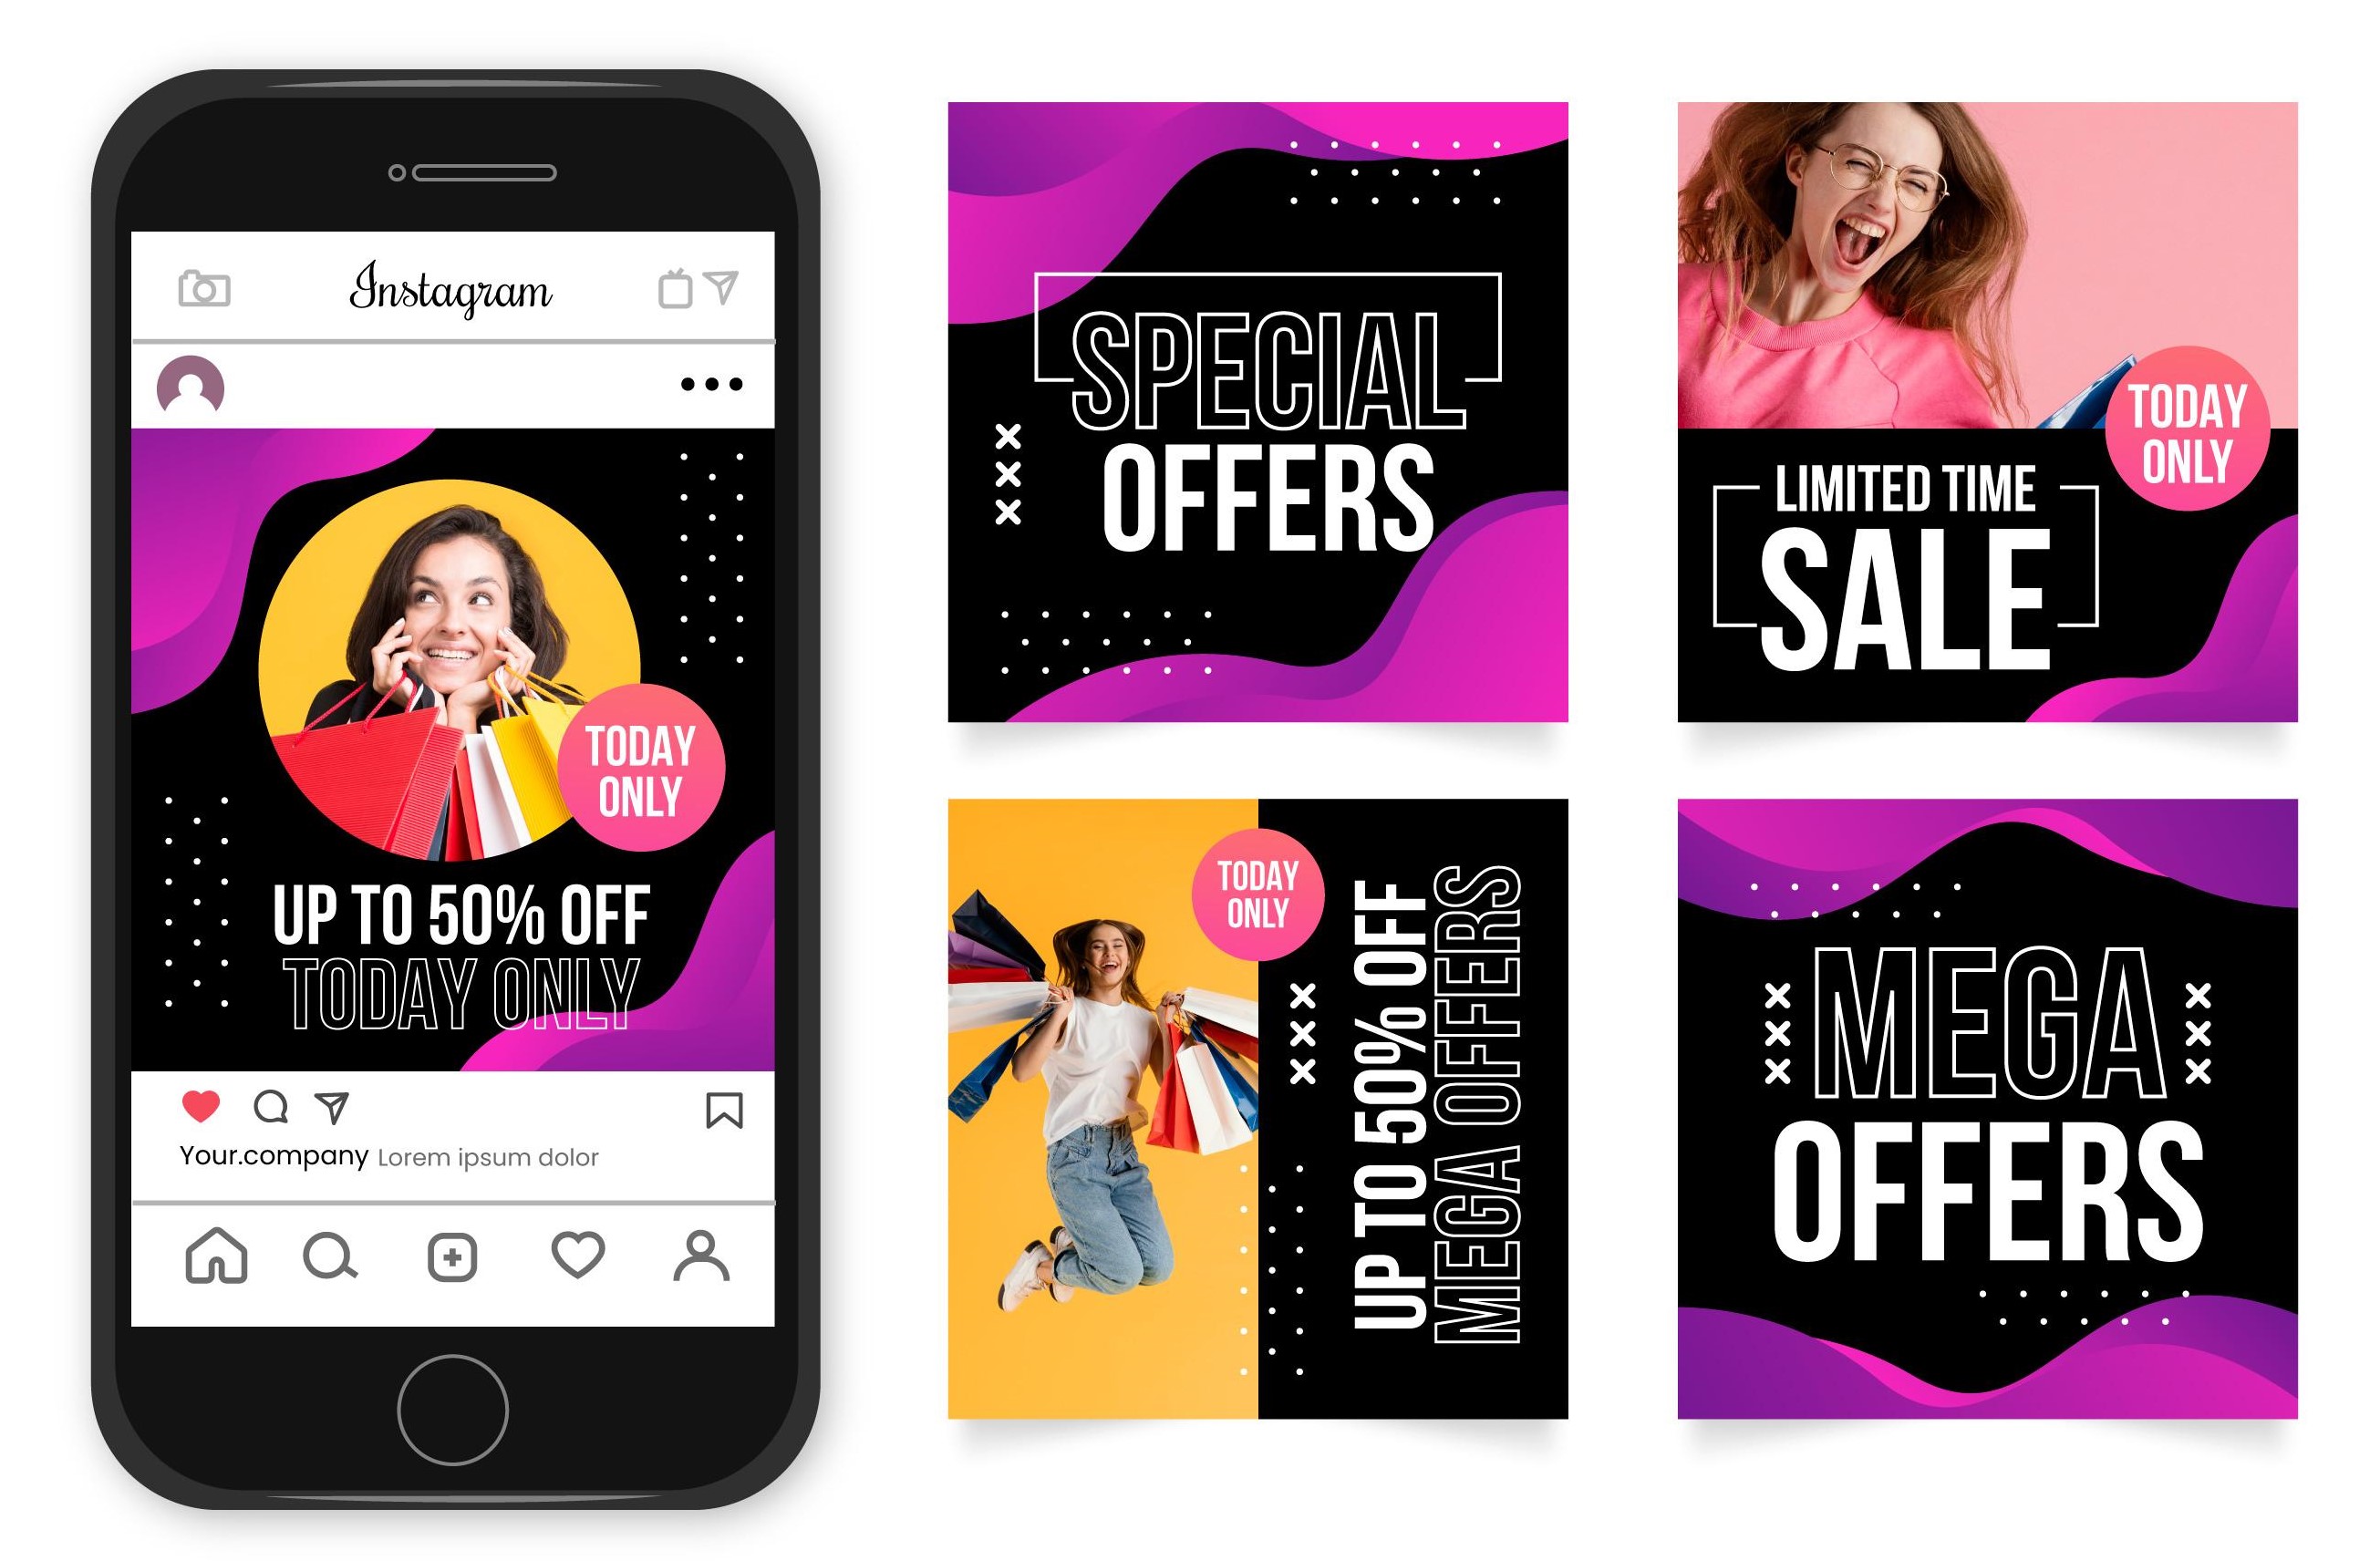 Instagram
TODAY
ONLY
UP TO 50% OFF
TODAY ONLY
Your.company Lorem ipsum dolor
SPECIAL
OFFERS
TODAY
ONLY
LIMITED TIME
SALE
TODAY
ONLY
UP TO 50% OFF
MEGA OFFERS
MEGA
OFFERS